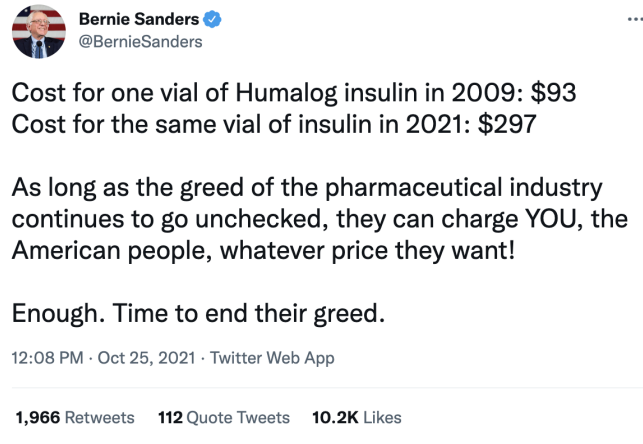 Bernie Sanders
@BernieSanders
Cost for one vial of Humalog insulin in 2009: $93
Cost for the same vial of insulin in 2021: $297
As long as the greed of the pharmaceutical industry
continues to go unchecked, they can charge YOU, the
American people, whatever price they want!
Enough. Time to end their greed.
12:08 PM · Oct 25, 2021 · Twitter Web App
1,966 Retweets 112 Quote Tweets 10.2K Likes